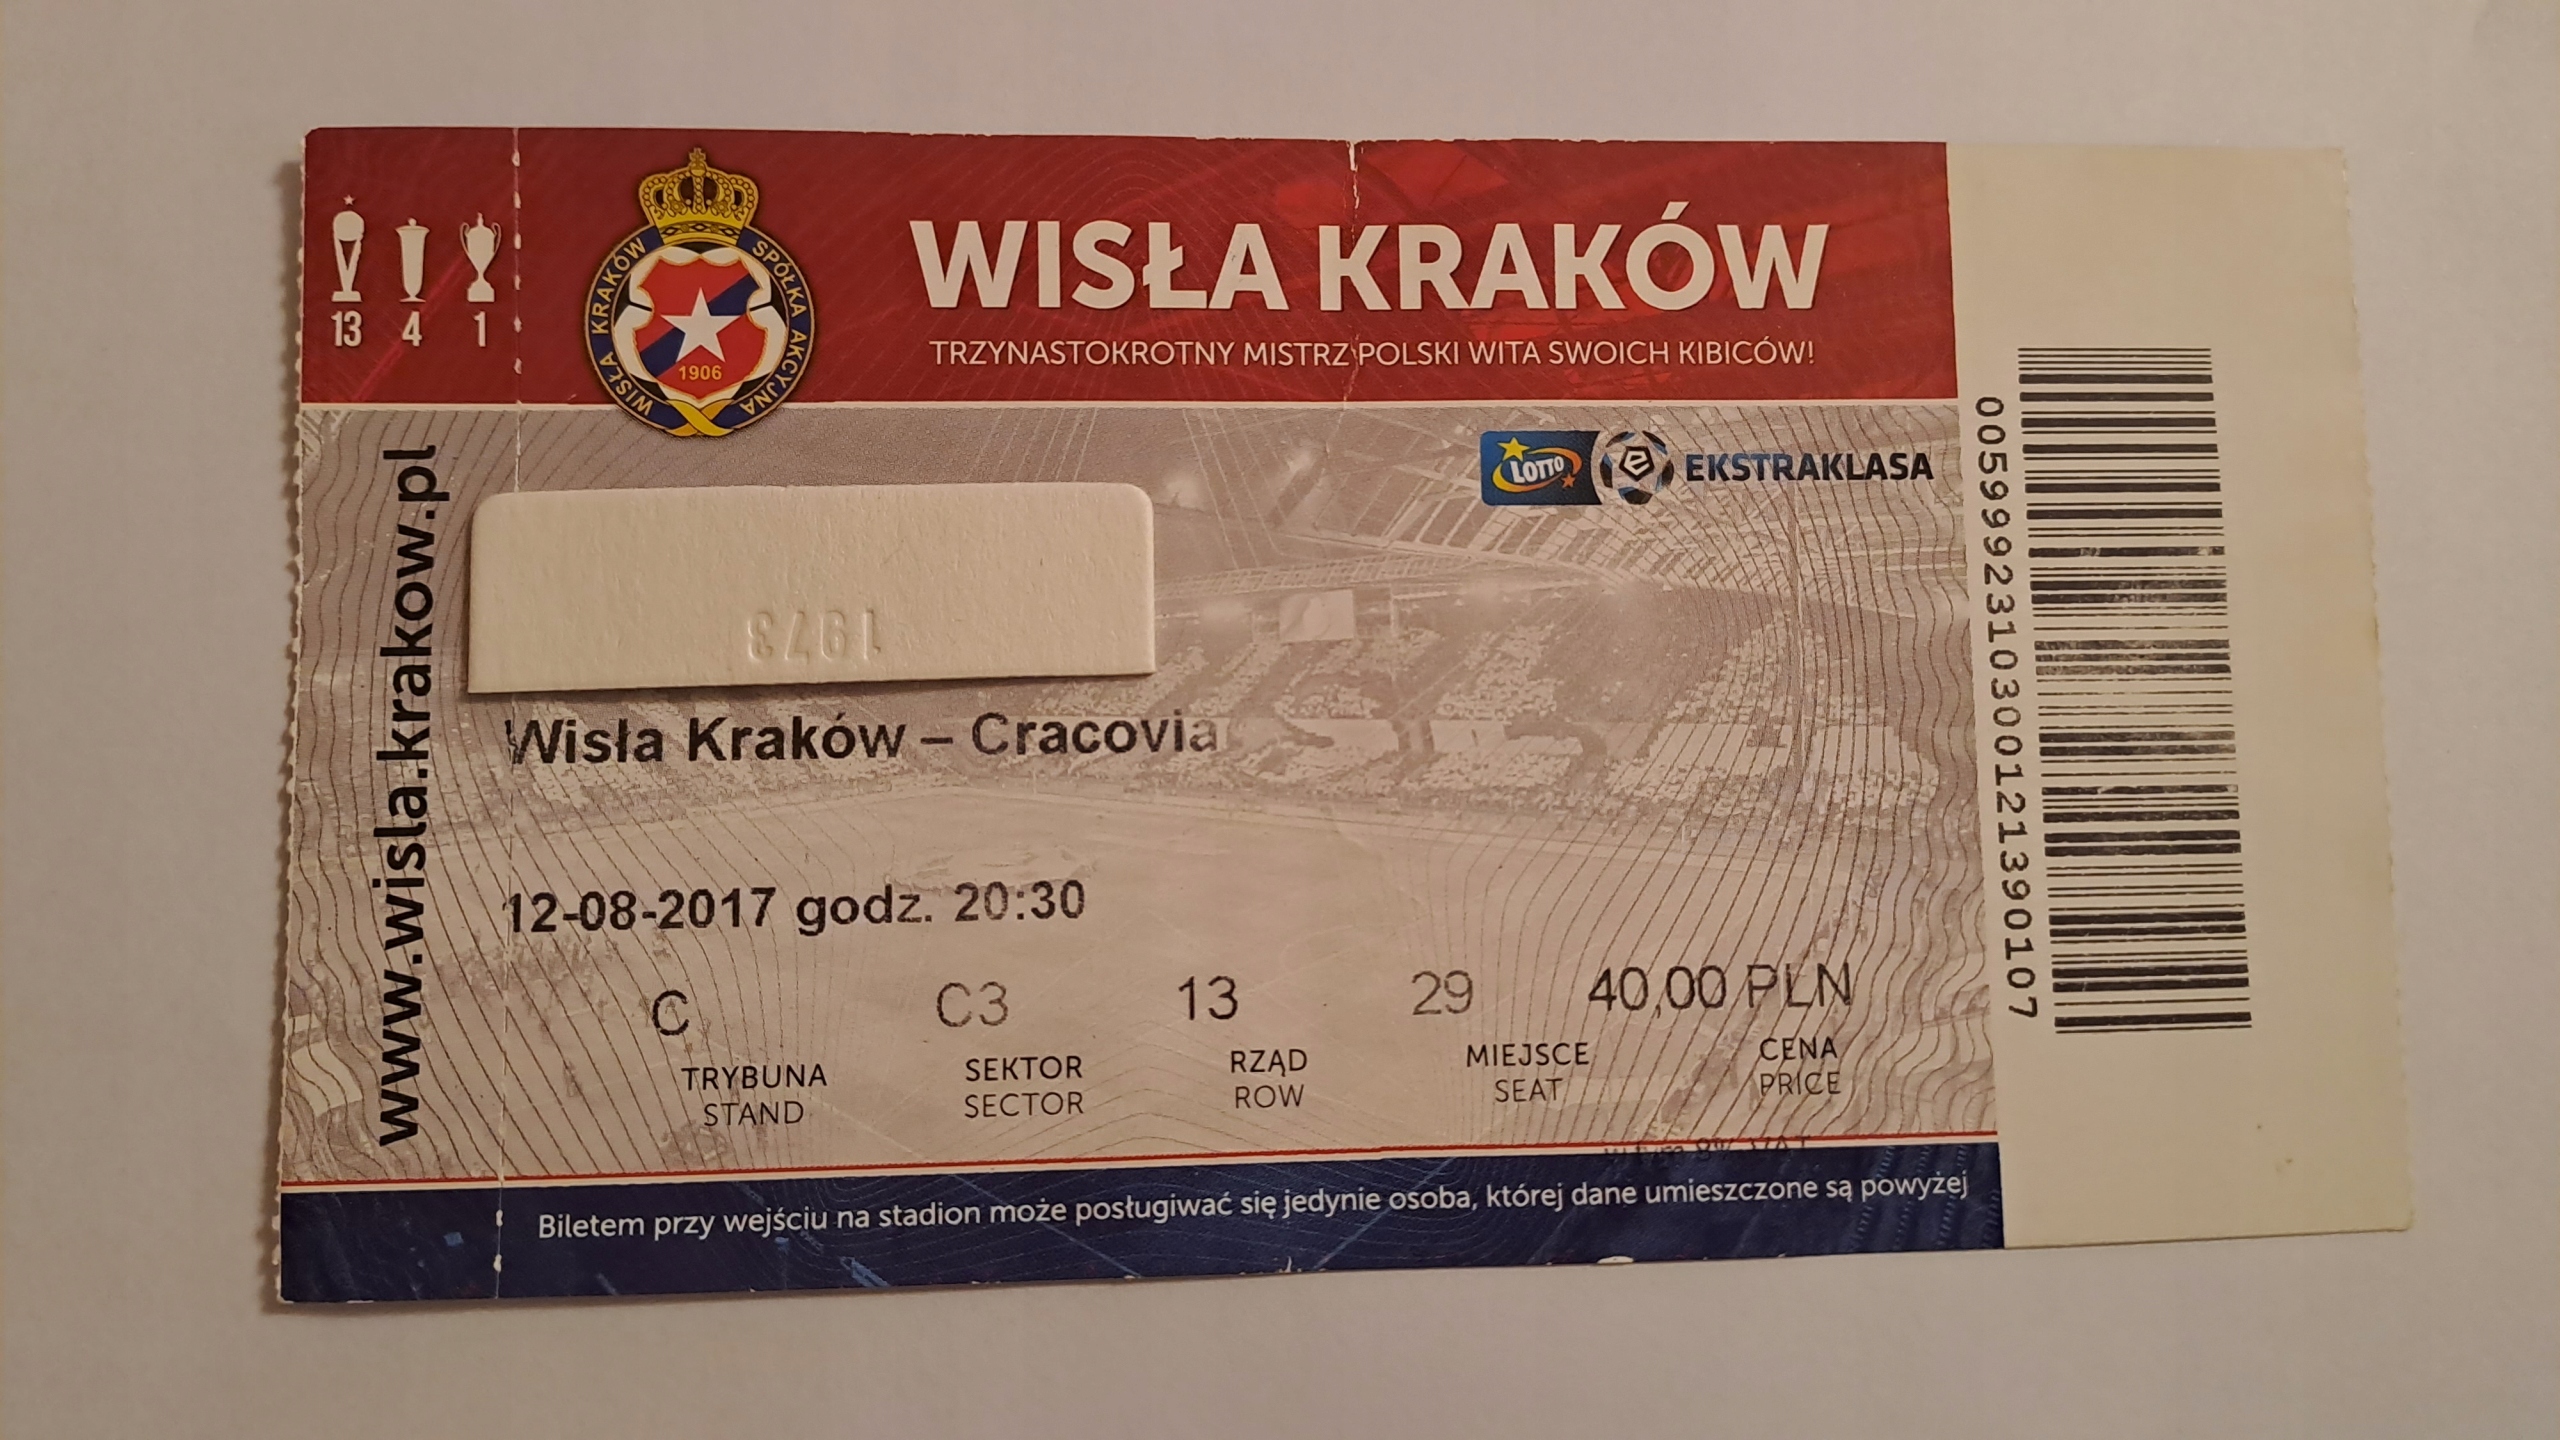 13 4 1
WISŁA KRAKÓW SPÓŁKA AKCYJNA
1906
WISŁA KRAKÓW
TRZYNASTOKROTNY MISTRZ POLSKI WITA SWOICH KIBICÓW!
www.wisla.krakow.pl
LOTTO EKSTRAKLASA
1973
Wisła Kraków – Cracovia
12-08-2017 godz. 20:30
C C3 13 29 40,00 PLN
TRYBUNA SEKTOR RZĄD MIEJSCE CENA
STAND SECTOR ROW SEAT PRICE
w tym 8% VAT
Biletem przy wejściu na stadion może posługiwać się jedynie osoba, której dane umieszczone są powyżej
0059992310300121390107